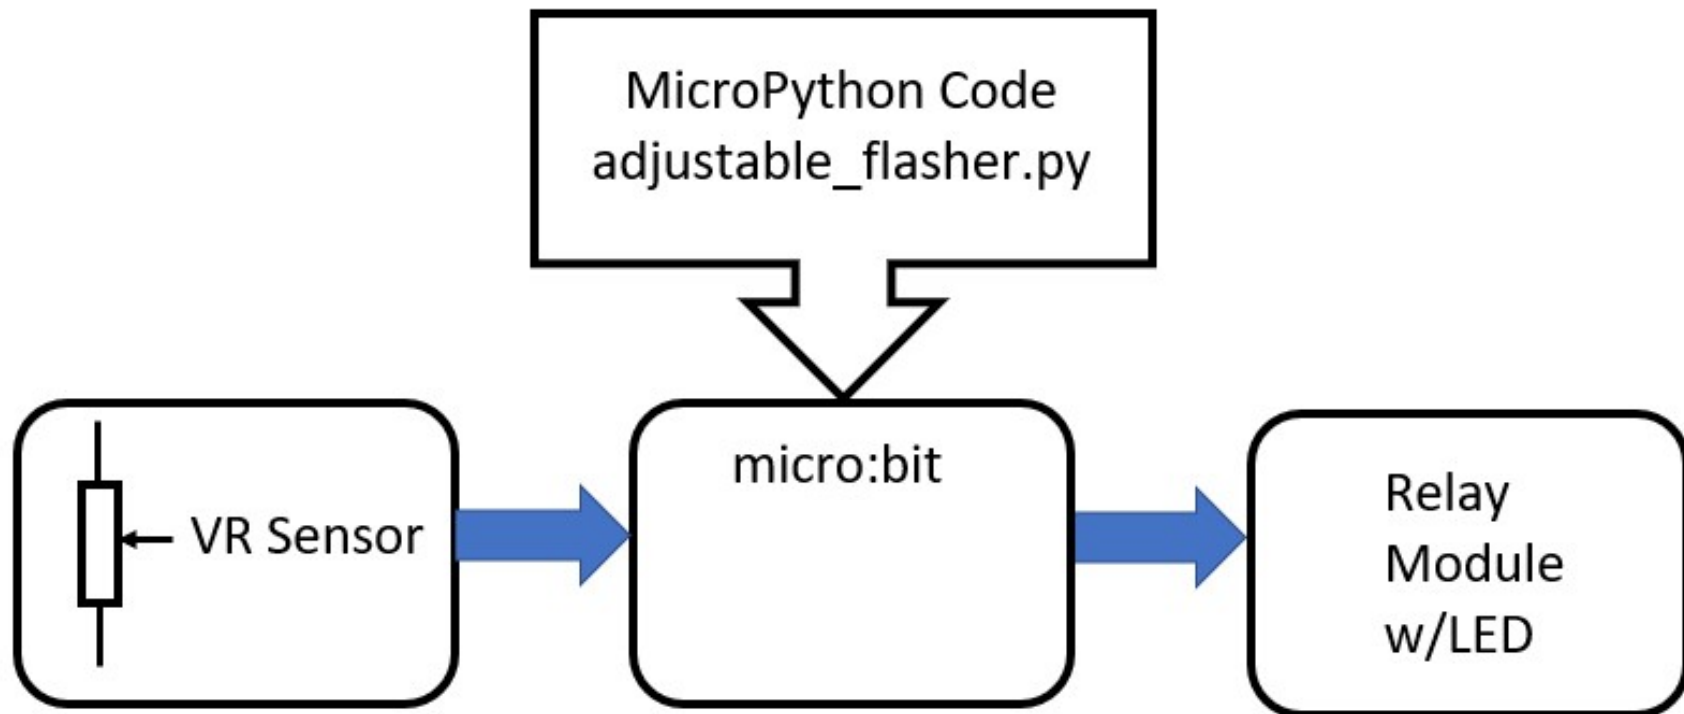 MicroPython Code
adjustable_flasher.py
VR Sensor
micro:bit
Relay
Module
w/LED